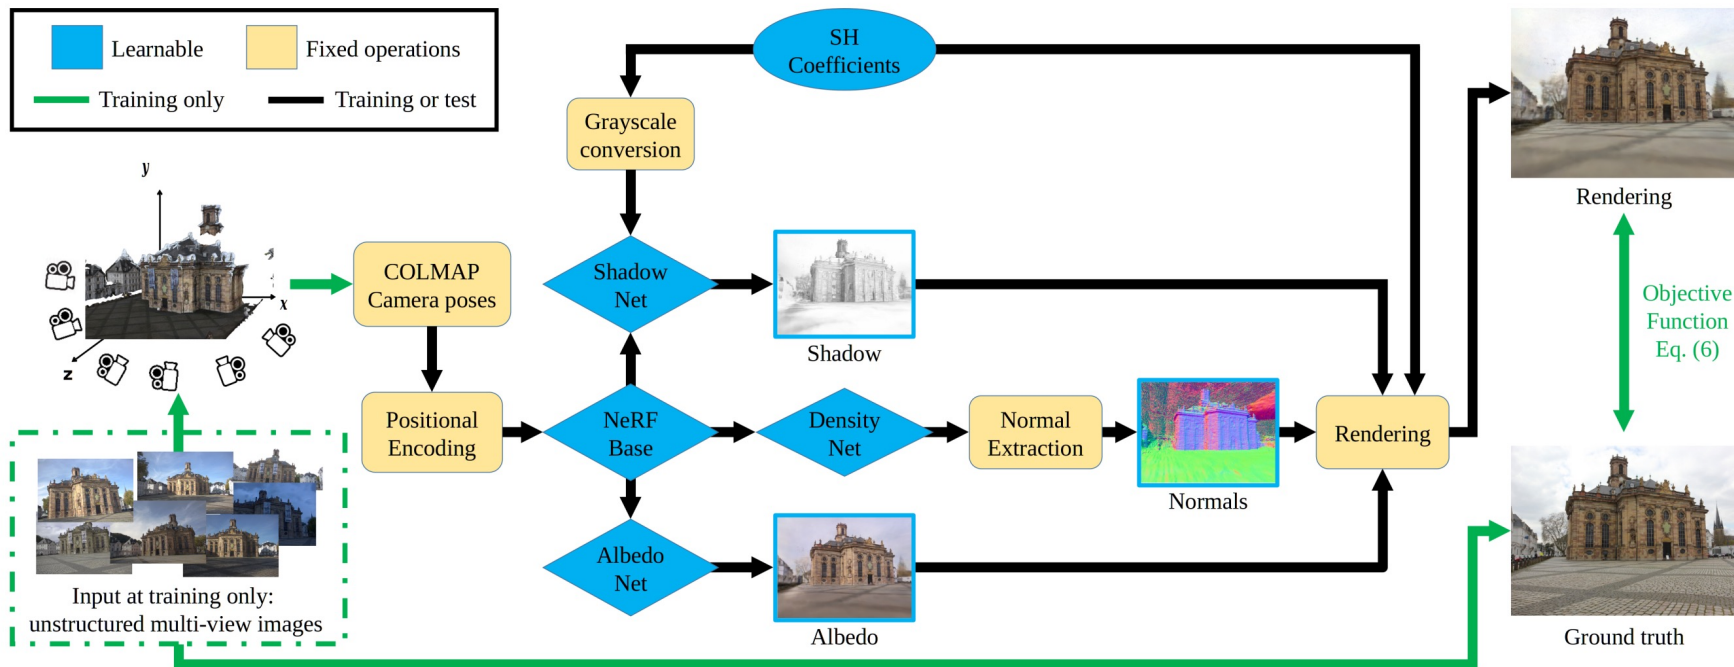 Learnable
Fixed operations
Training only
Training or test
SH
Coefficients
Grayscale
conversion
y
x
z
COLMAP
Camera poses
Positional
Encoding
Shadow
Net
Shadow
NeRF
Base
Density
Net
Normal
Extraction
Normals
Rendering
Albedo
Net
Albedo
Input at training only:
unstructured multi-view images
Rendering
Objective
Function
Eq. (6)
Ground truth